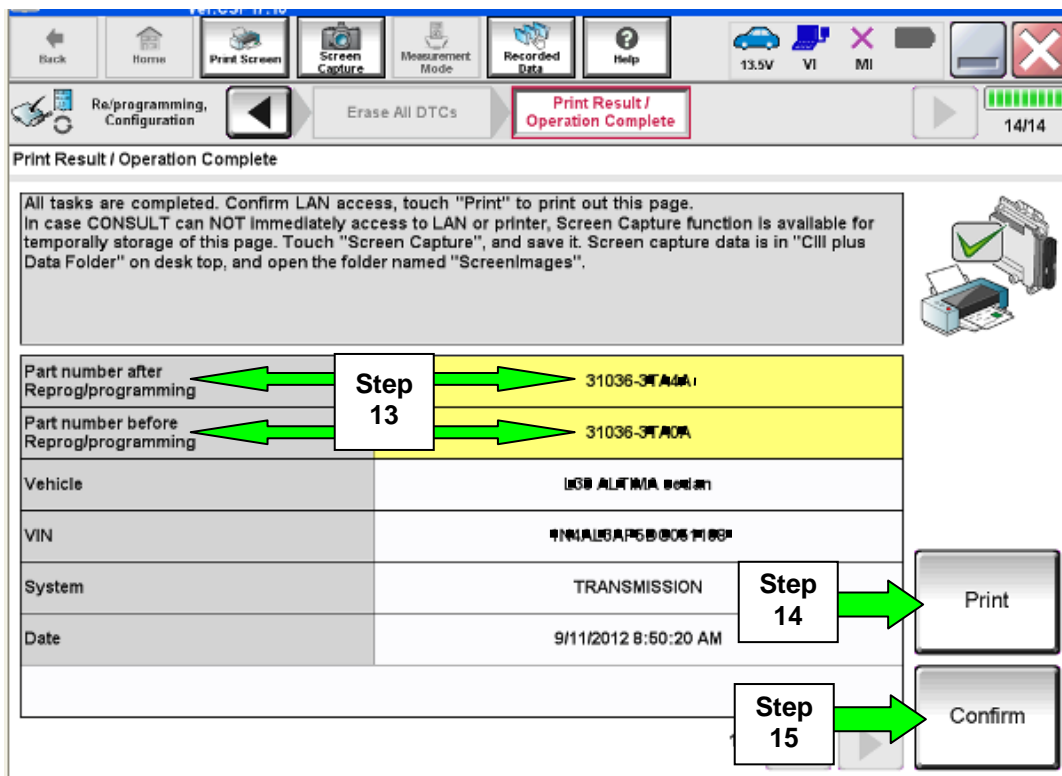 Back
Home
Print Screen
Screen Capture
Measurement Mode
Recorded Data
Help
13.5V
VI
MI
Re/programming, Configuration
Erase All DTCs
Print Result / Operation Complete
14/14
Print Result / Operation Complete
All tasks are completed. Confirm LAN access, touch "Print" to print out this page.
In case CONSULT can NOT immediately access to LAN or printer, Screen Capture function is available for
temporally storage of this page. Touch "Screen Capture", and save it. Screen capture data is in "CIII plus
Data Folder" on desk top, and open the folder named "ScreenImages".
Part number after
Reprog/programming
Step
13
31036-
Part number before
Reprog/programming
31036-
Vehicle
ALTIMA sedan
VIN
System
TRANSMISSION
Step
14
Print
Date
9/11/2012 8:50:20 AM
Step
15
Confirm